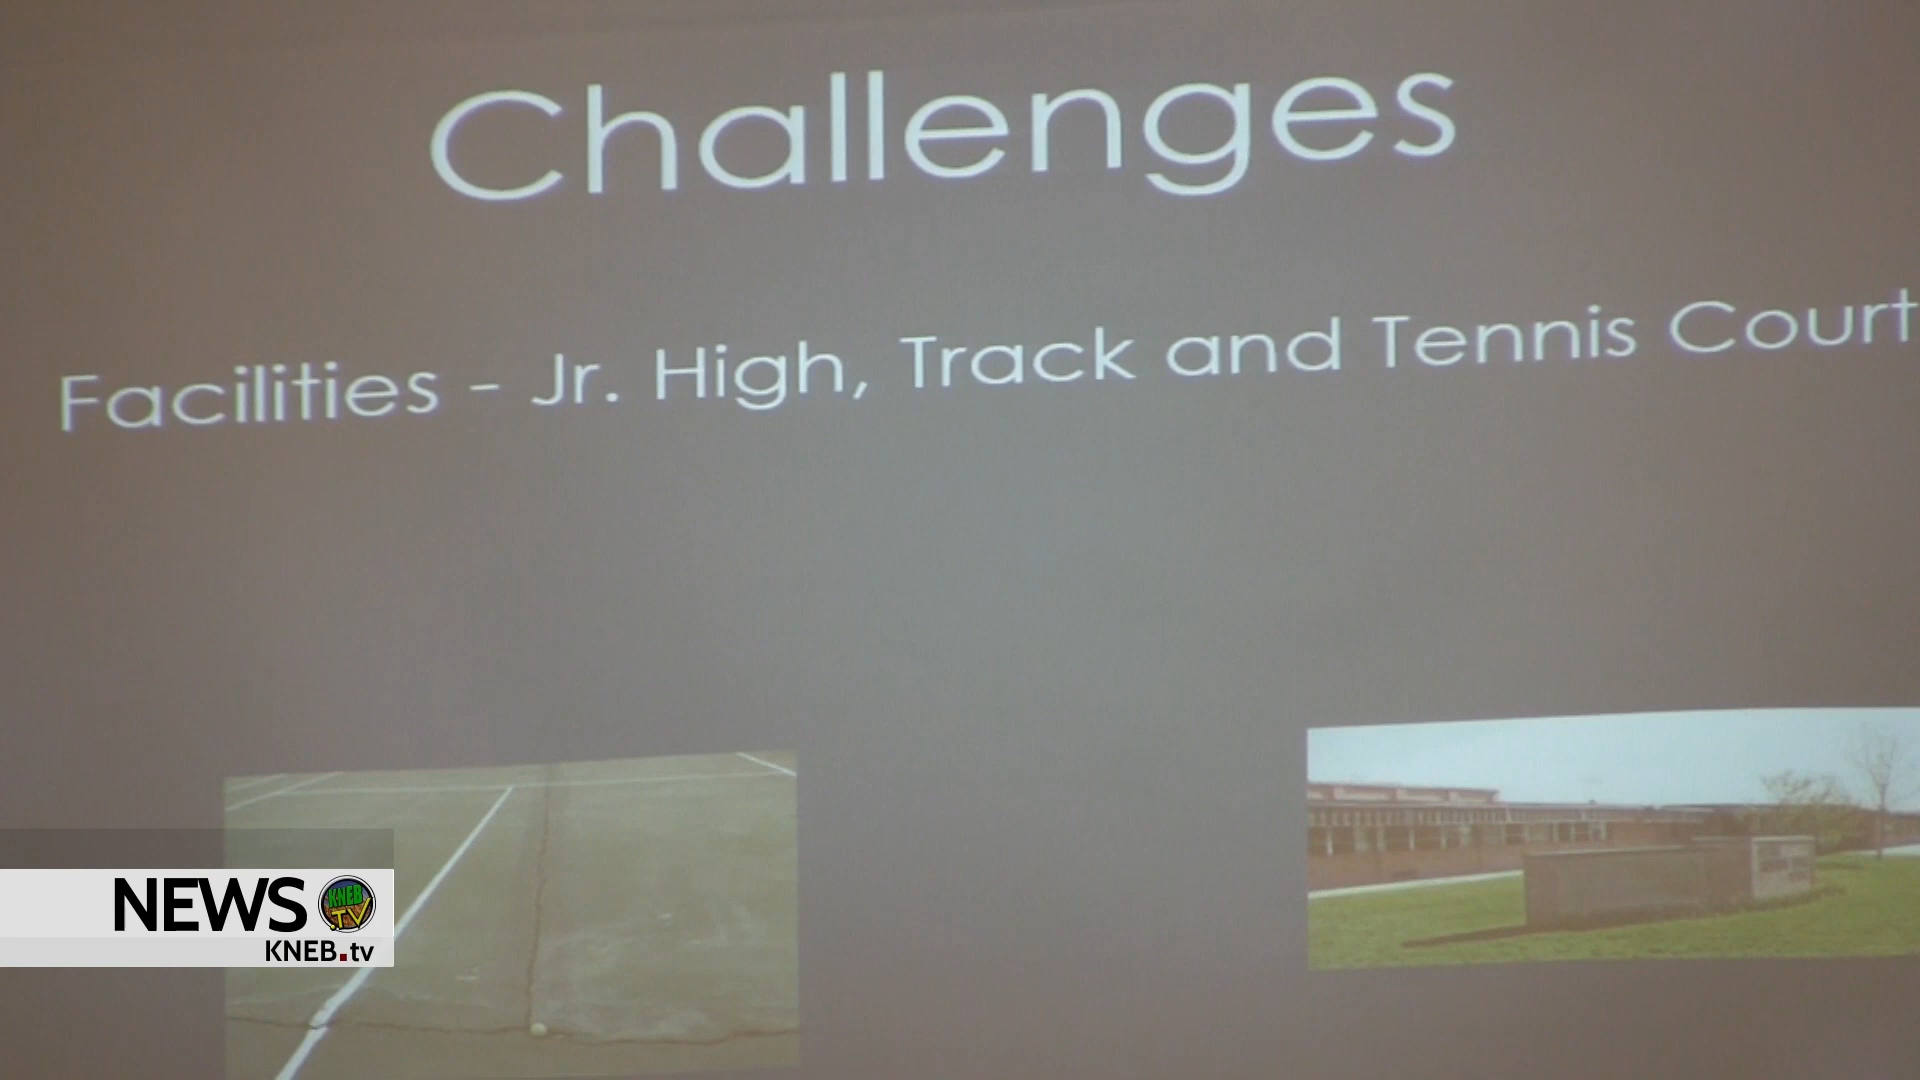 Challenges
Facilities - Jr. High, Track and Tennis Court
NEWS
KNEB
.TV
KNEB.tv